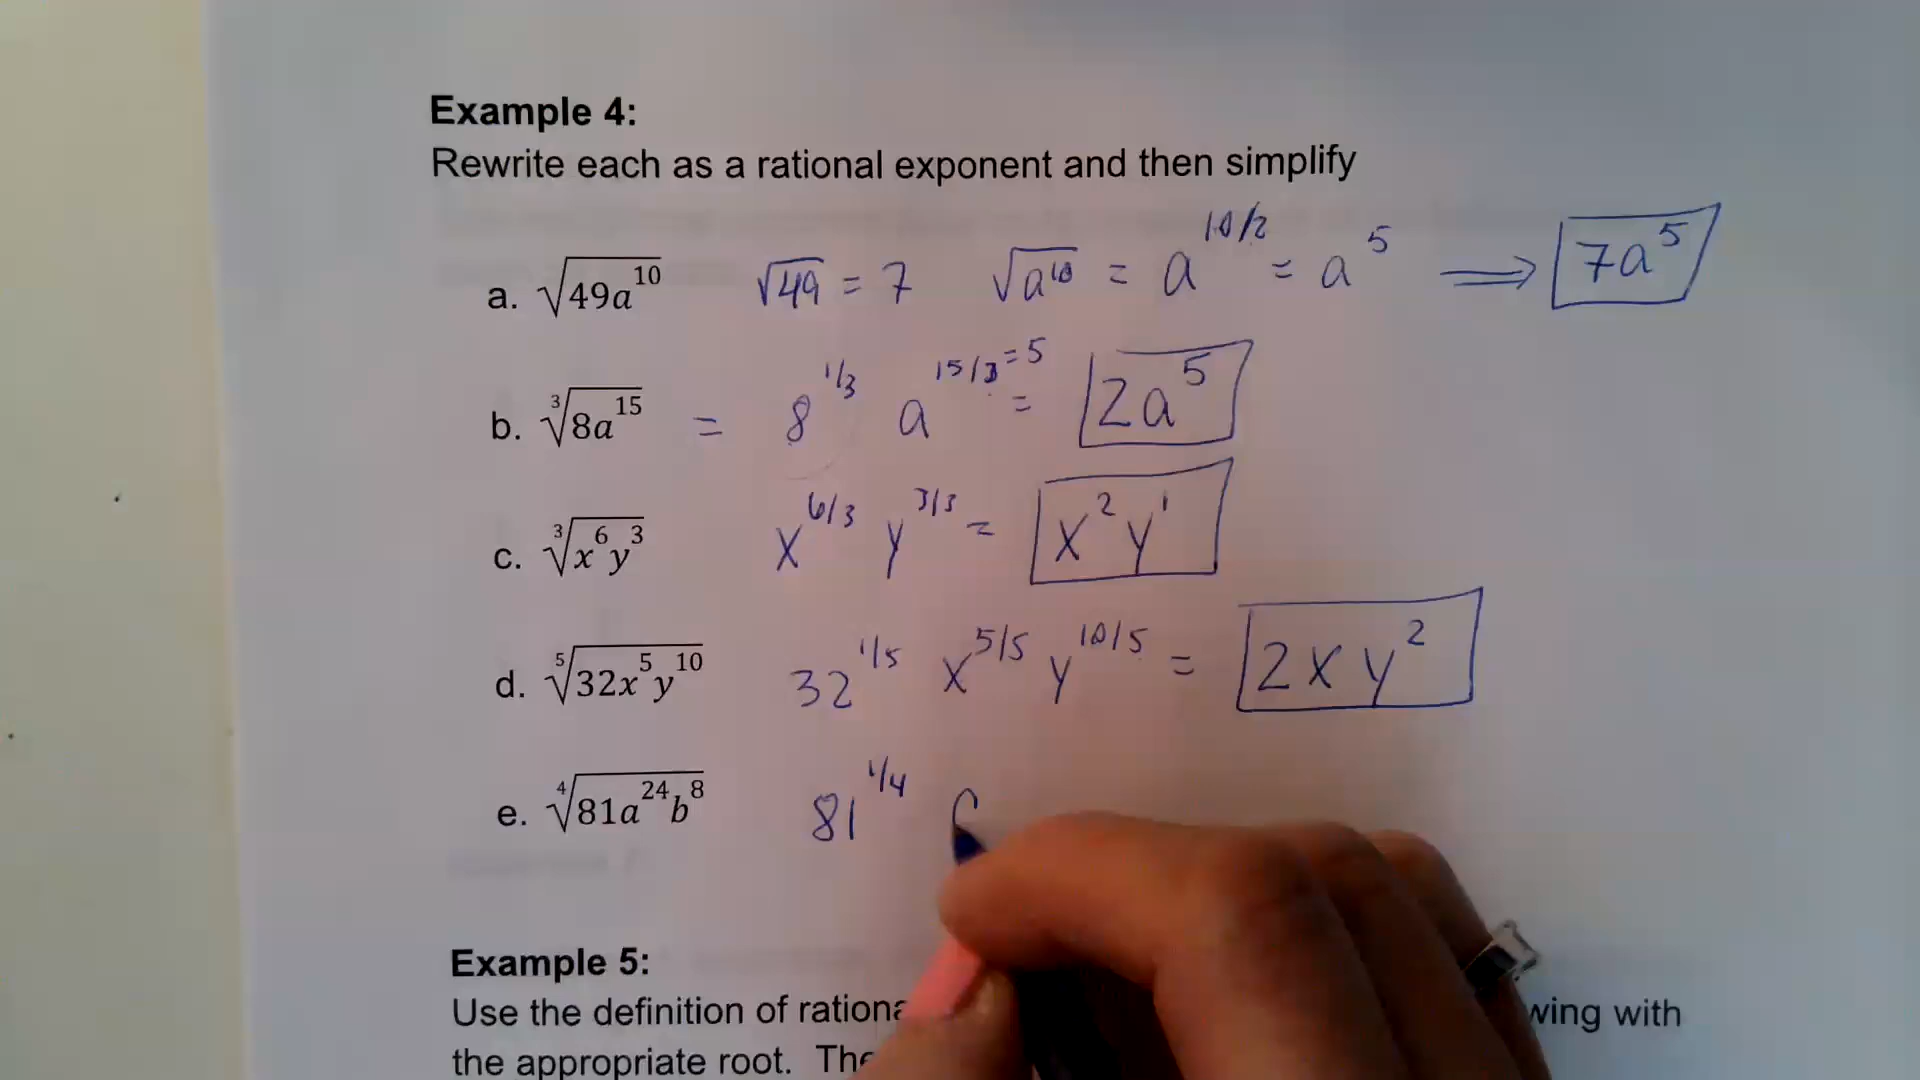 Example 4:
Rewrite each as a rational exponent and then simplify
a. √(49a^10) √49 = 7 √(a^10) = a^(10/2) = a^5 ⟹ 7a^5
b. ∛(8a^15) = 8^(1/3) a^(15/3 = 5) = 2a^5
c. ∛(x^6y^3) x^(6/3) y^(3/3) = x^2 y^1
d. ⁵√(32x^5y^10) 32^(1/5) x^(5/5) y^(10/5) = 2xy^2
e. ⁴√(81a^24b^8) 81^(1/4)
Example 5:
Use the definition of wing with
the appropriate root.